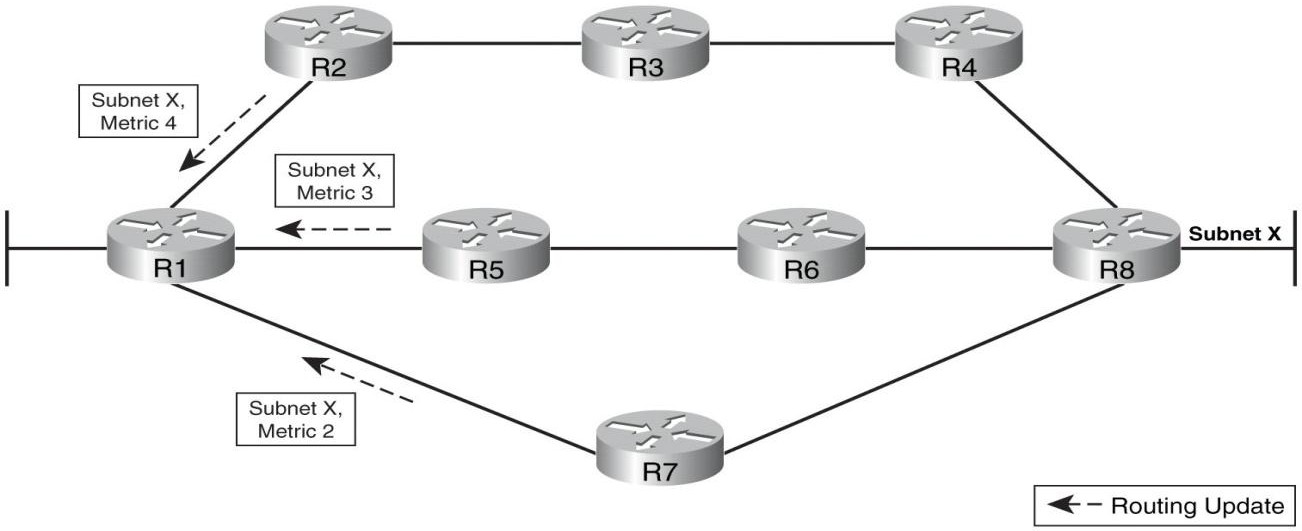 R2
R3
R4
Subnet X,
Metric 4
Subnet X,
Metric 3
Subnet X
R1
R5
R6
R8
Subnet X,
Metric 2
R7
Routing Update